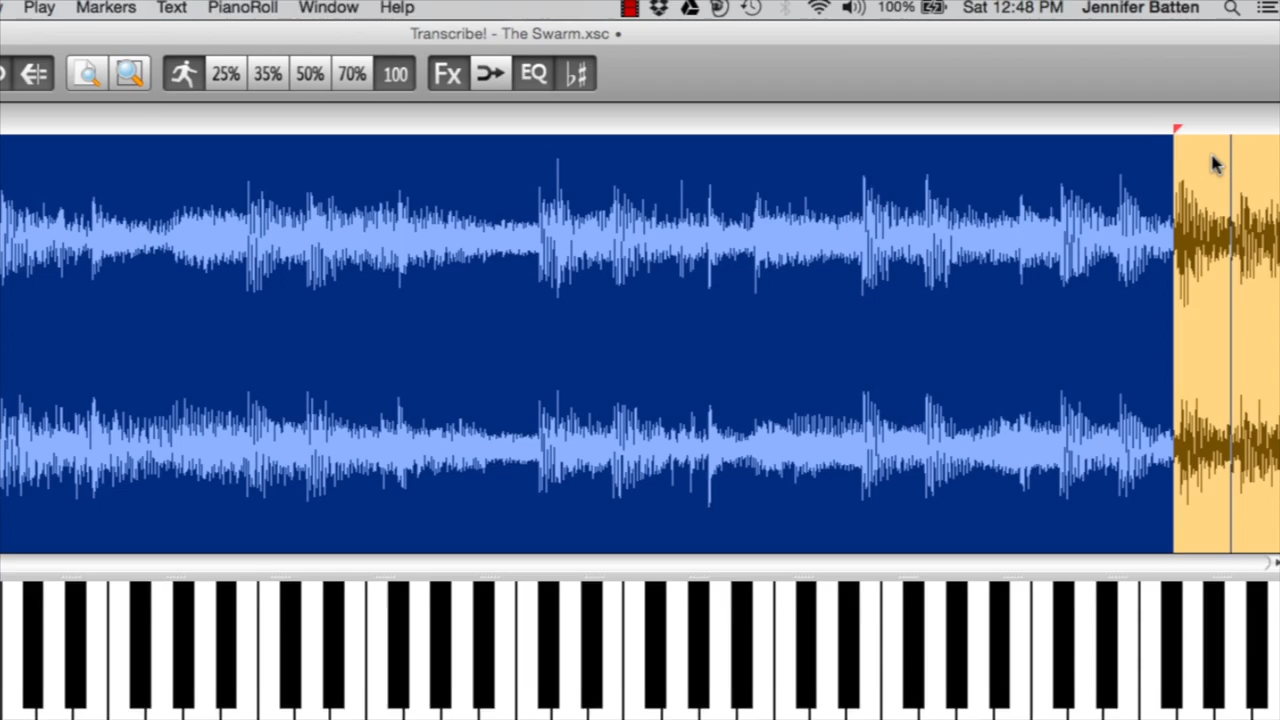 Play Markers Text PianoRoll Window Help 100% Sat 12:48 PM Jennifer Batten
Transcribe! - The Swarm.xsc •
25% 35% 50% 70% 100 Fx EQ ♭♯